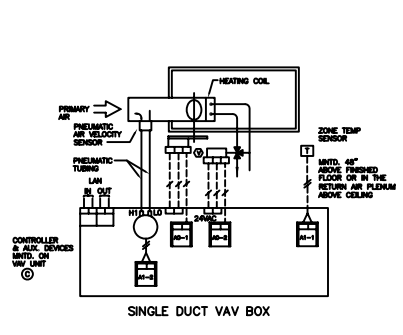 HEATING COIL
PRIMARY
AIR
PNEUMATIC
AIR VELOCITY
SENSOR
ZONE TEMP
SENSOR
T
V
PNEUMATIC
TUBING
MNTD. 48"
ABOVE FINISHED
FLOOR OR IN THE
RETURN AIR PLENUM
ABOVE CEILING
LAN
IN OUT
HI LO
24VAC
AO-1
AO-2
AI-1
CONTROLLER
& AUX. DEVICES
MNTD. ON
VAV UNIT
C
AI-2
SINGLE DUCT VAV BOX